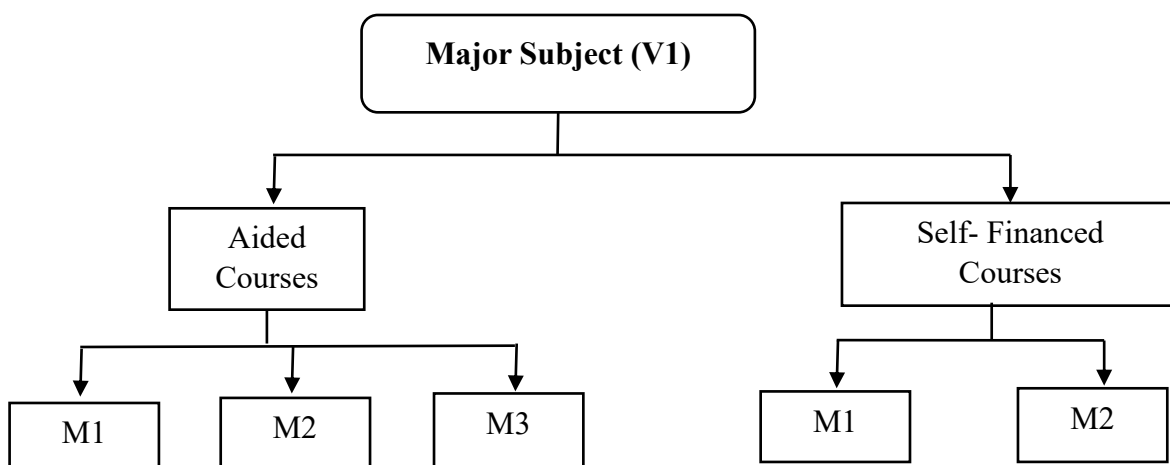 Major Subject (V1)
Aided
Courses
Self- Financed
Courses
M1
M2
M3
M1
M2